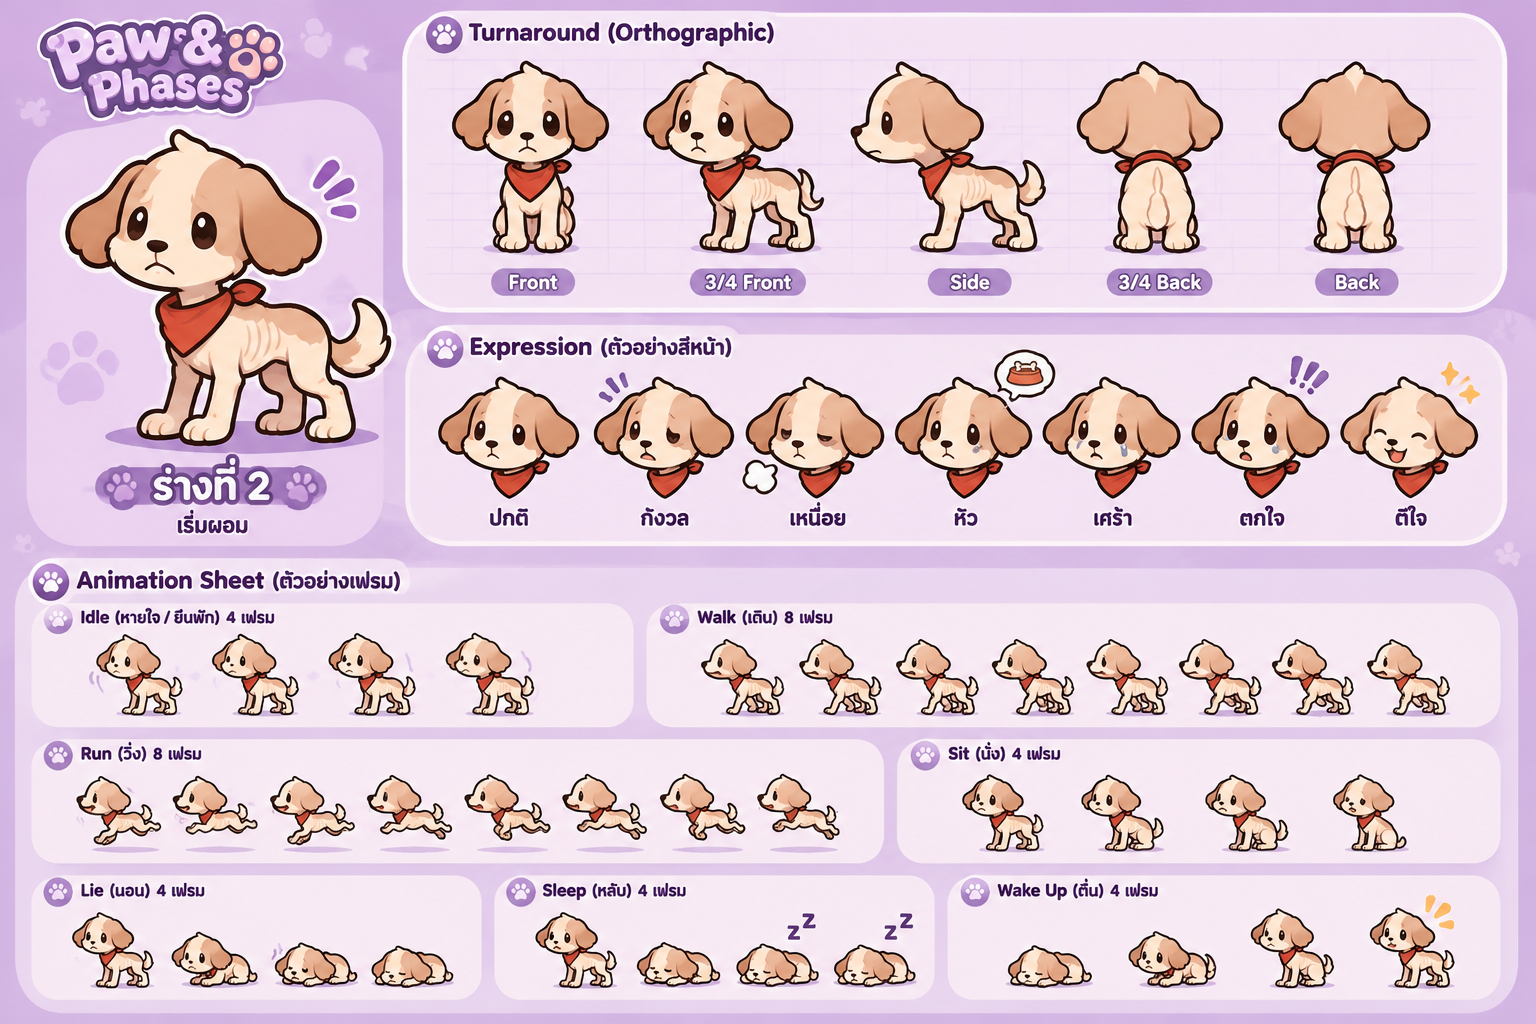 Paw &
Phases
ร่างที่ 2
เริ่มผอม
Turnaround (Orthographic)
Front
3/4 Front
Side
3/4 Back
Back
Expression (ตัวอย่างสีหน้า)
ปกติ
กังวล
เหนื่อย
หัว
เศร้า
ตกใจ
ดีใจ
Animation Sheet (ตัวอย่างเฟรม)
Idle (หายใจ / ยืนพัก) 4 เฟรม
Walk (เดิน) 8 เฟรม
Run (วิ่ง) 8 เฟรม
Sit (นั่ง) 4 เฟรม
Lie (นอน) 4 เฟรม
Sleep (หลับ) 4 เฟรม
z Z
z Z
Wake Up (ตื่น) 4 เฟรม